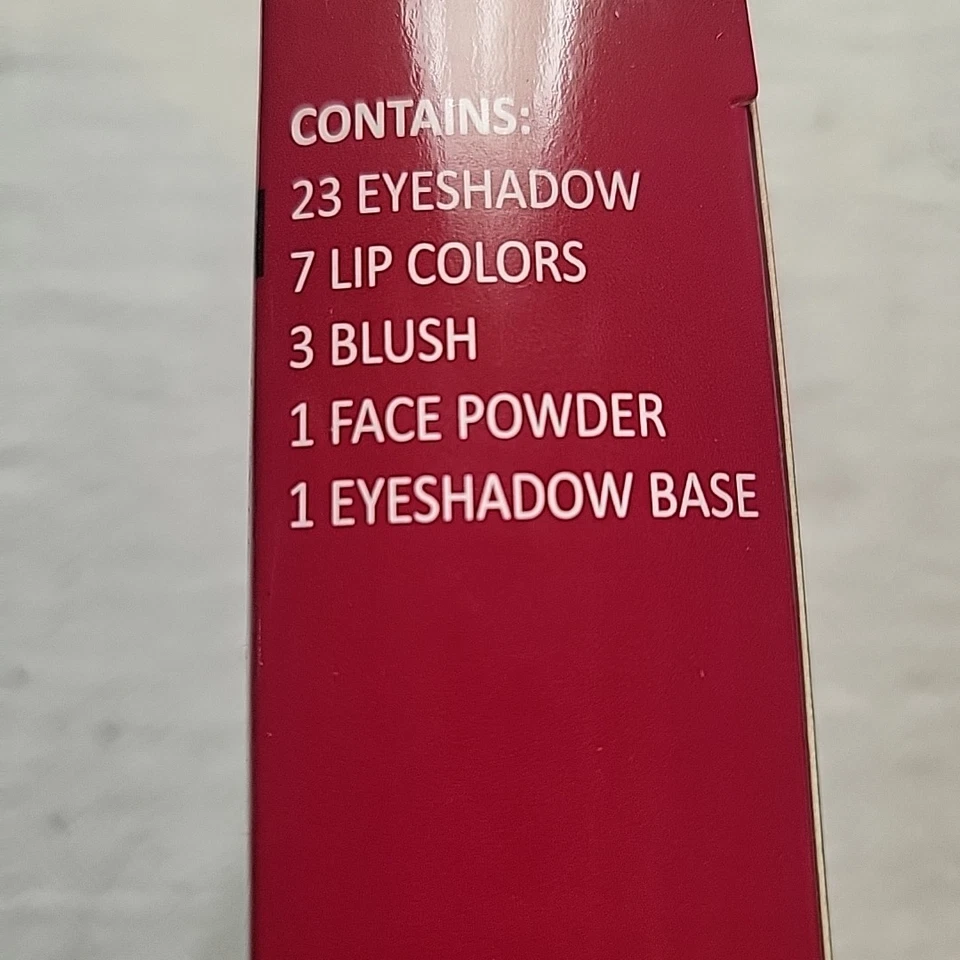 CONTAINS:
23 EYESHADOW
7 LIP COLORS
3 BLUSH
1 FACE POWDER
1 EYESHADOW BASE